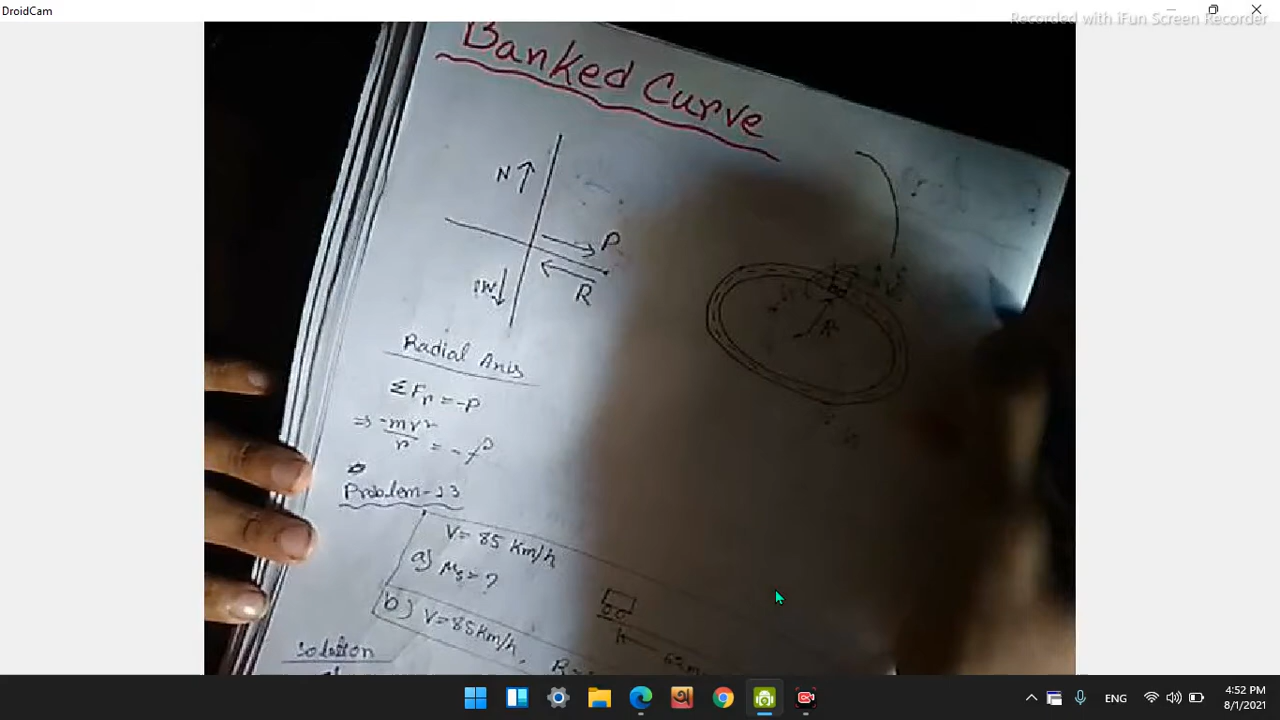 DroidCam
Recorded with iFun Screen Recorder
Banked Curve
N
P
R
W
R
Radial Axis
ΣFr = -P
⇒ -mv²/r = -P
Problem-23
V= 85 Km/h
a) μs = ?
b) V=85Km/h,
R=
h
Solution
ENG
4:52 PM
8/1/2021